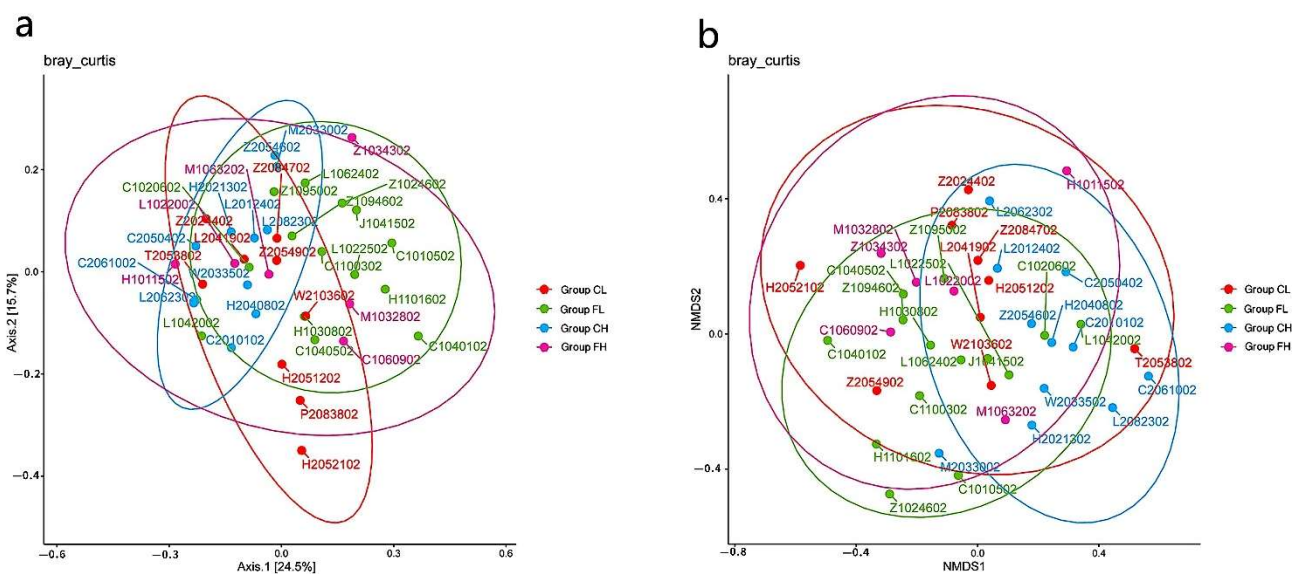 a
bray_curtis
M2033002
Z2054602
Z1034302
M1063202
Z2084702
L1062402
C1020602
H2021302
Z1095002
Z1024602
L1022002
L2012402
Z1094602
Z2024402
L2082302
J1041502
C2050402
L2041902
L1022502
T2053802
Z2054902
C1010502
C2061002
W2033502
C1100302
H1011502
H1101602
L2062302
H2040802
W2103602
M1032802
L1042002
H1030802
C2010102
C1040502
C1040102
C1060902
H2051202
P2083802
H2052102
0.2
0.0
−0.2
−0.4
Axis.2 [15.7%]
−0.6
−0.3
0.0
0.3
0.6
Axis.1 [24.5%]
Group CL
Group FL
Group CH
Group FH
b
bray_curtis
Z2024402
H1011502
P2083802
L2062302
M1032802
Z1095002
Z2084702
Z1034302
L2041902
L2012402
C1040502
L1022502
C1020602
C2050402
H2052102
Z1094602
L1022002
H2051202
H1030802
Z2054602
H2040802
C1060902
C2010102
C1040102
W2103602
L1042002
L1062402
J1041502
T2053802
Z2054902
C2061002
C1100302
W2033502
M1063202
L2082302
H2021302
H1101602
M2033002
C1010502
Z1024602
0.4
0.0
−0.4
NMDS2
−0.8
−0.4
0.0
0.4
NMDS1
Group CL
Group FL
Group CH
Group FH